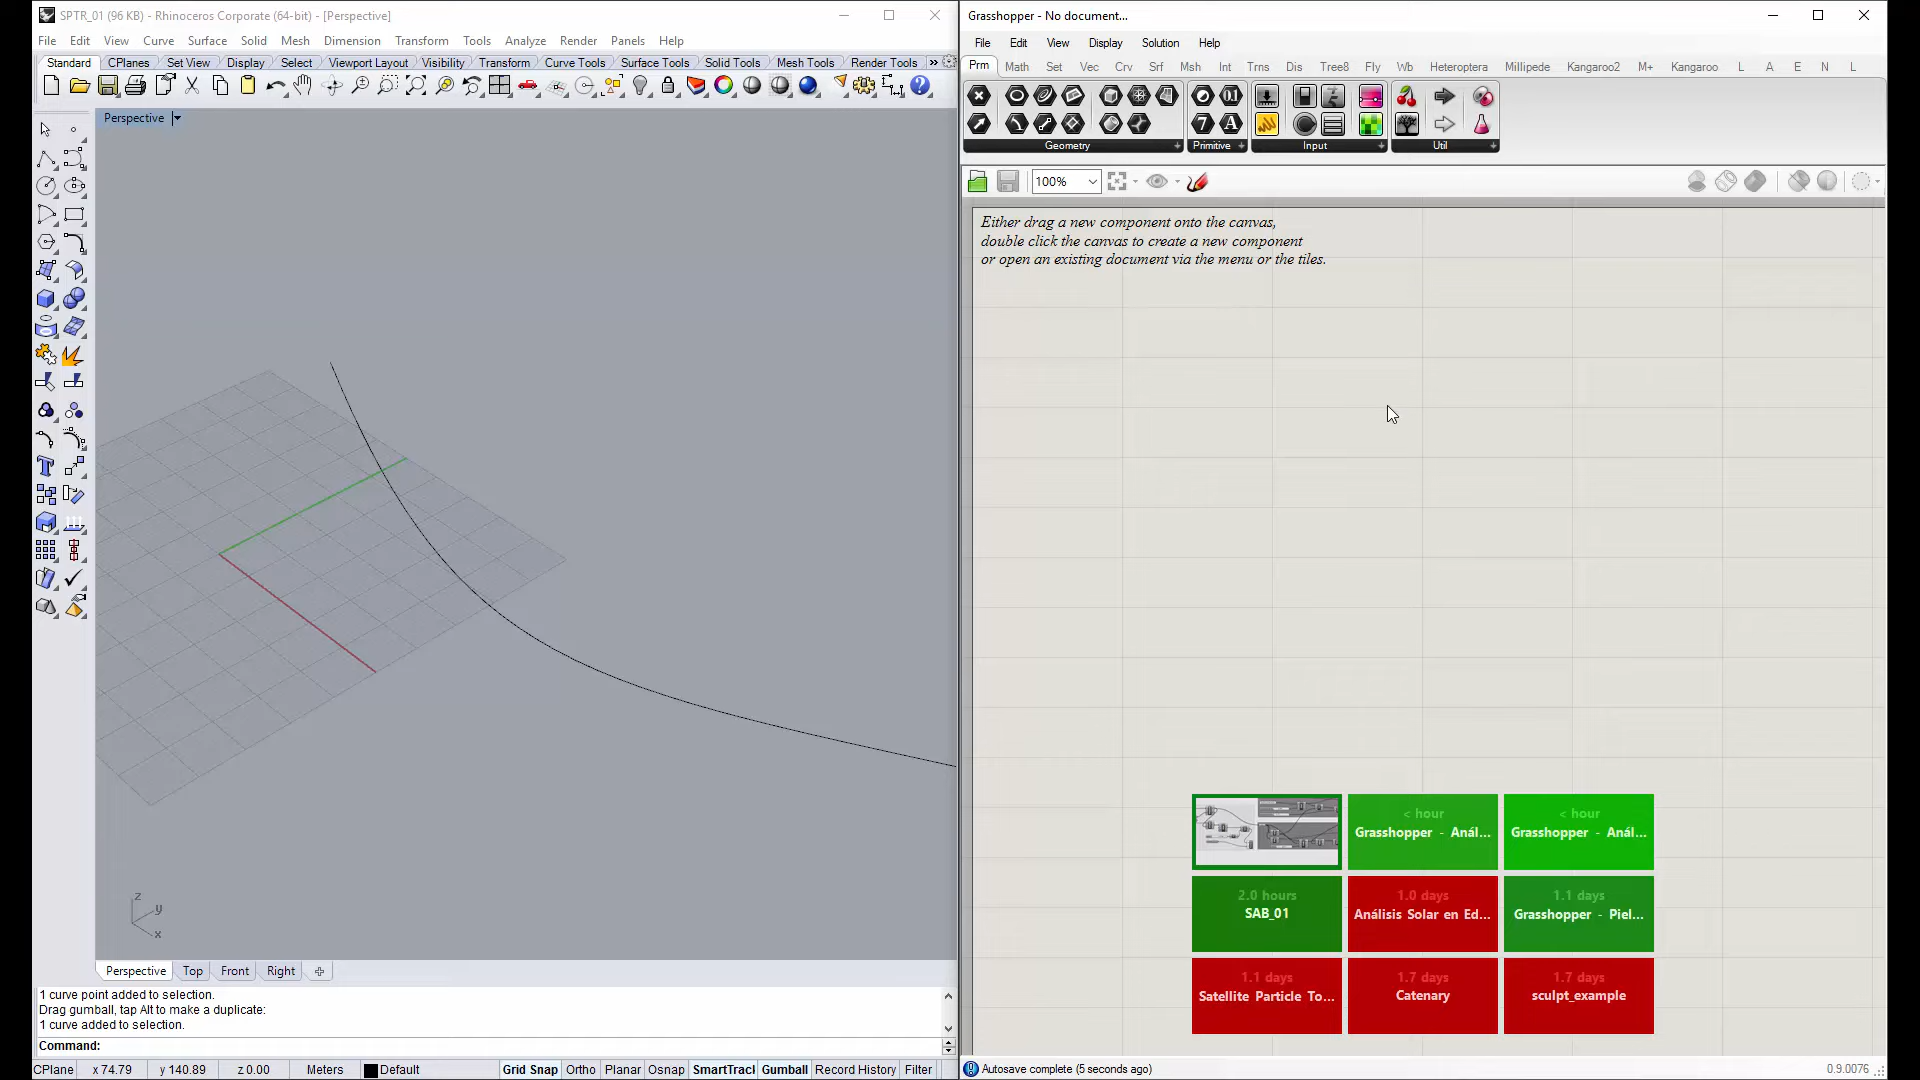 SPTR_01 (96 KB) - Rhinoceros Corporate (64-bit) - [Perspective]
File Edit View Curve Surface Solid Mesh Dimension Transform Tools Analyze Render Panels Help
Standard CPlanes Set View Display Select Viewport Layout Visibility Transform Curve Tools Surface Tools Solid Tools Mesh Tools Render Tools »
Perspective
z
y
x
Perspective Top Front Right
1 curve point added to selection.
Drag gumball, tap Alt to make a duplicate:
1 curve added to selection.
Command:
CPlane x 74.79 y 140.89 z 0.00 Meters Default Grid Snap Ortho Planar Osnap SmartTracl Gumball Record History Filter
Grasshopper - No document...
File Edit View Display Solution Help
Prm Math Set Vec Crv Srf Msh Int Trns Dis Tree8 Fly Wb Heteroptera Millipede Kangaroo2 M+ Kangaroo L A E N L
Geometry + Primitive + Input + Util +
100%
Either drag a new component onto the canvas,
double click the canvas to create a new component
or open an existing document via the menu or the tiles.
< hour
Grasshopper - Anál...
< hour
Grasshopper - Anál...
2.0 hours
SAB_01
1.0 days
Análisis Solar en Ed...
1.1 days
Grasshopper - Piel...
1.1 days
Satellite Particle To...
1.7 days
Catenary
1.7 days
sculpt_example
Autosave complete (5 seconds ago)
0.9.0076